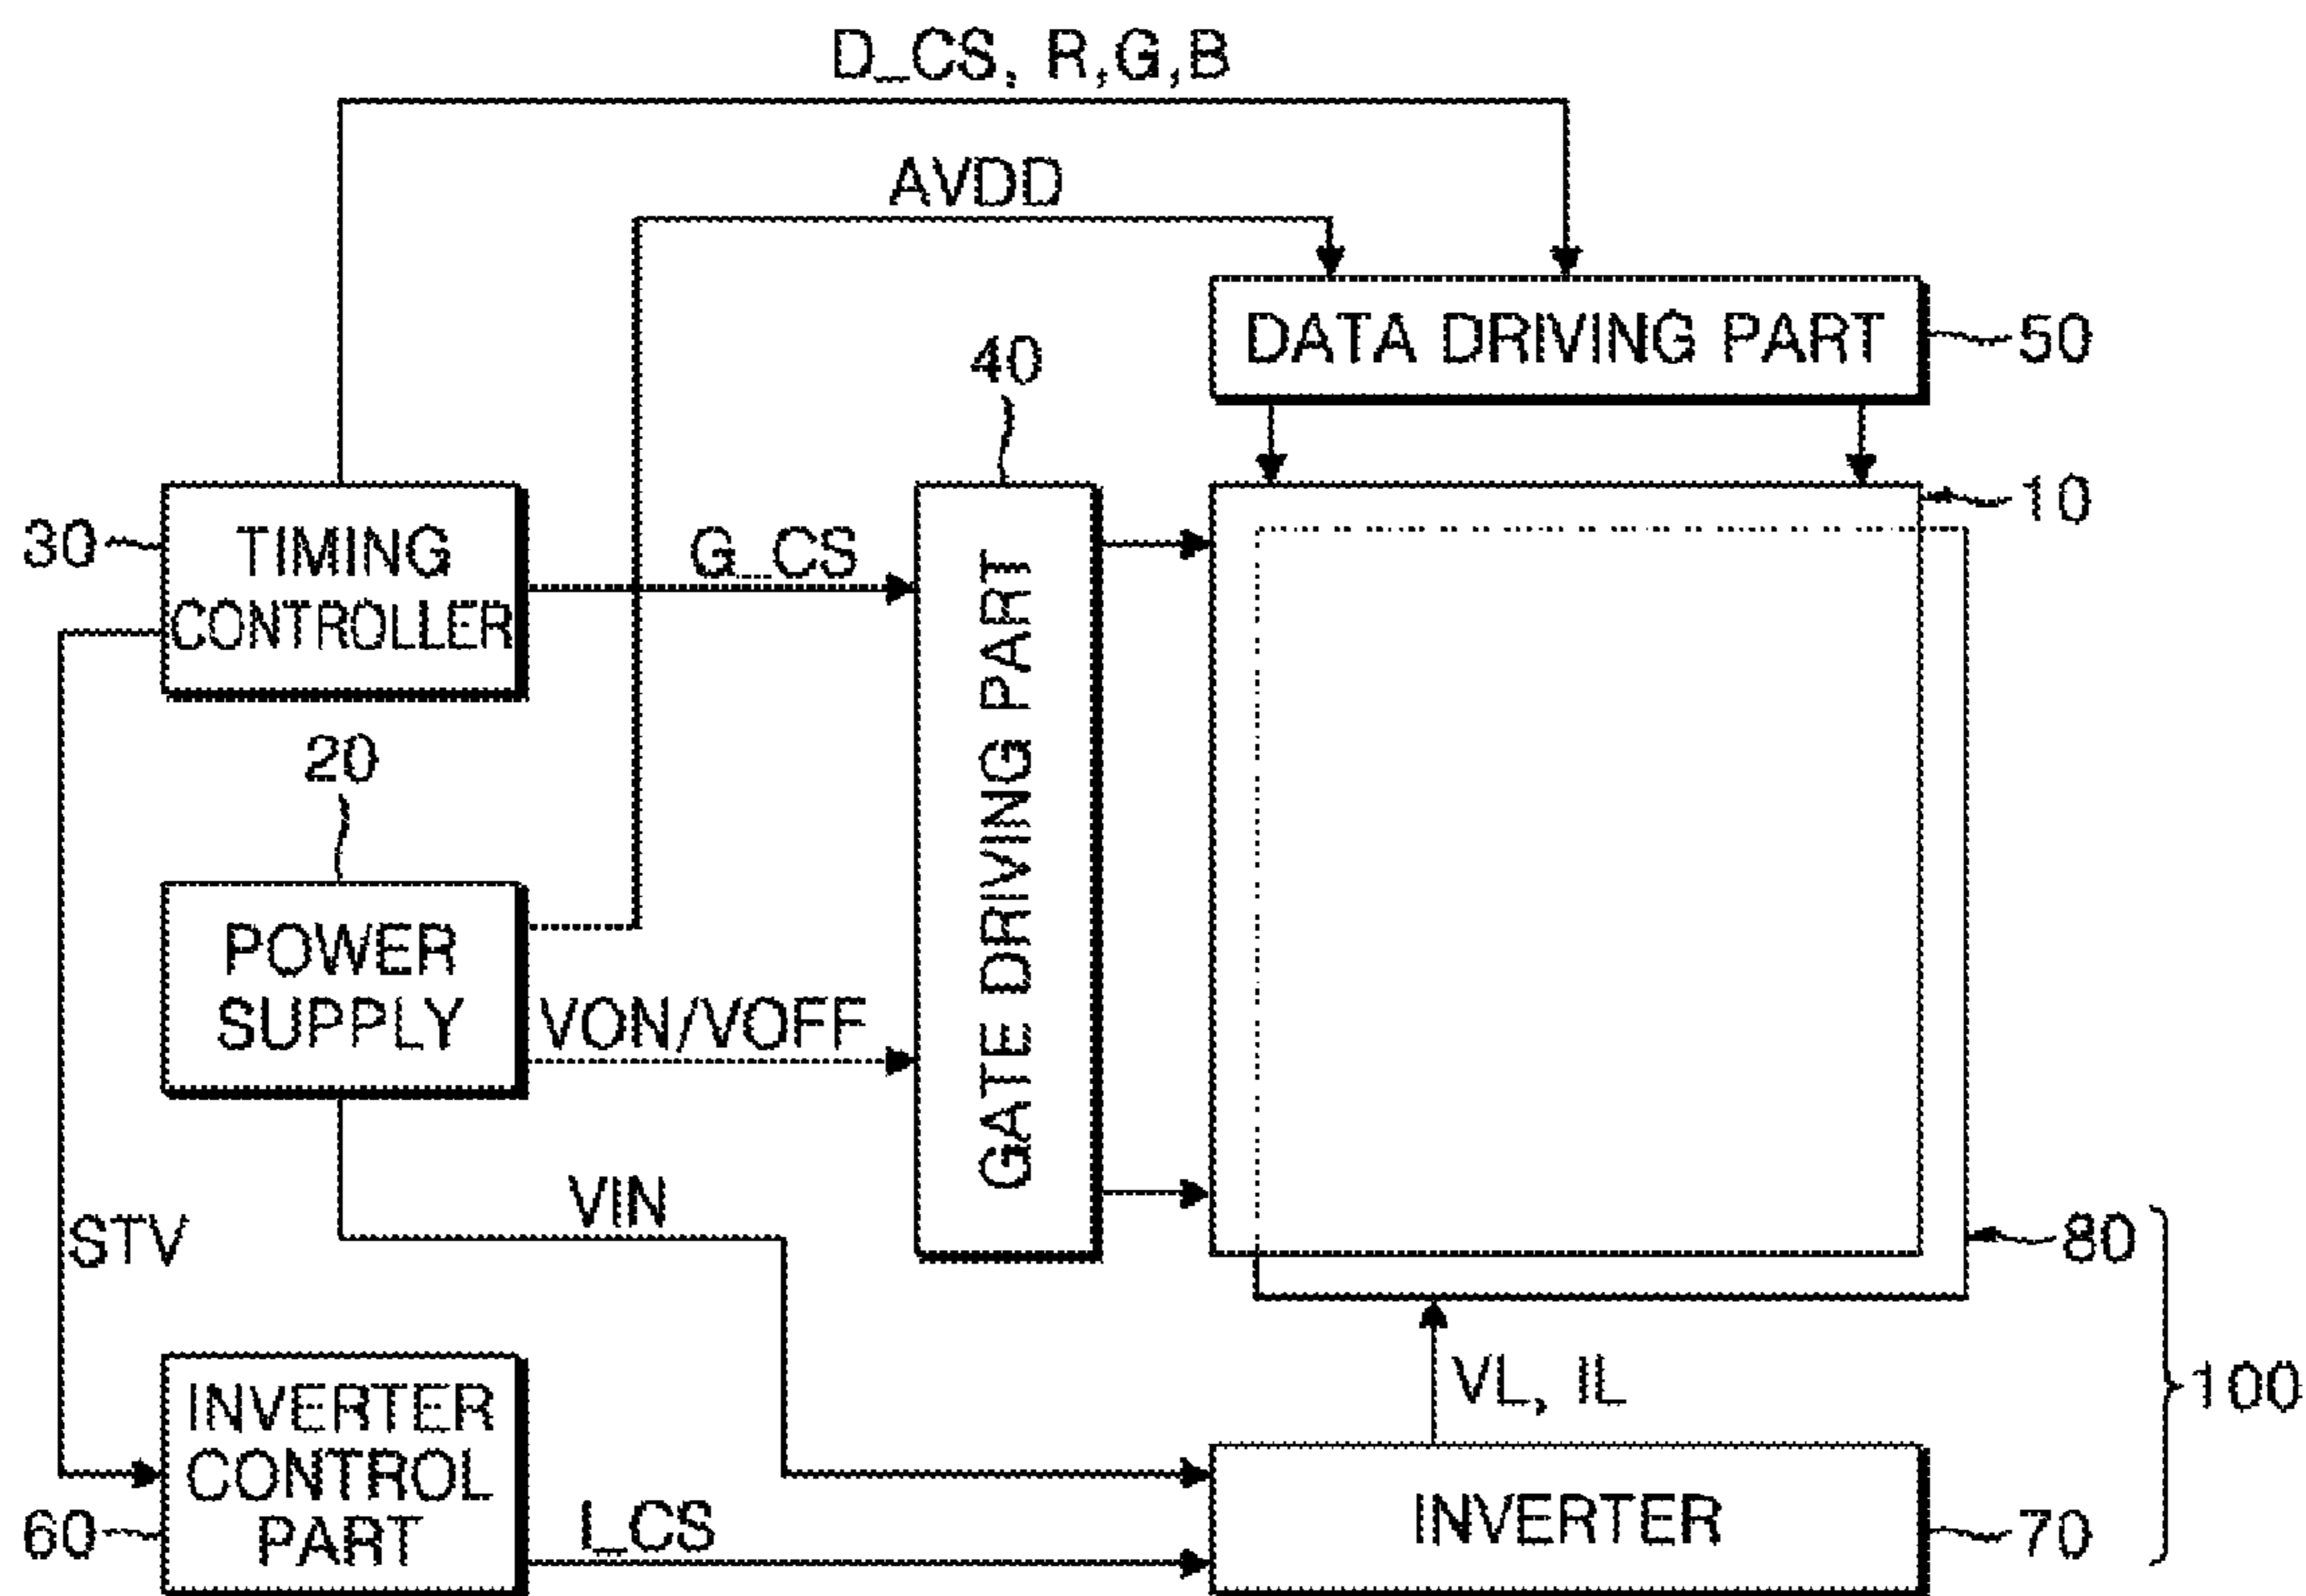 D_CS, R,G,B
AVDD
DATA DRIVING PART
50
40
10
30
TIMING
CONTROLLER
G_CS
GATE DRIVING PART
20
POWER
SUPPLY
VON/VOFF
VIN
STV
80
100
VL, IL
INVERTER
CONTROL
PART
60
I_CS
INVERTER
70